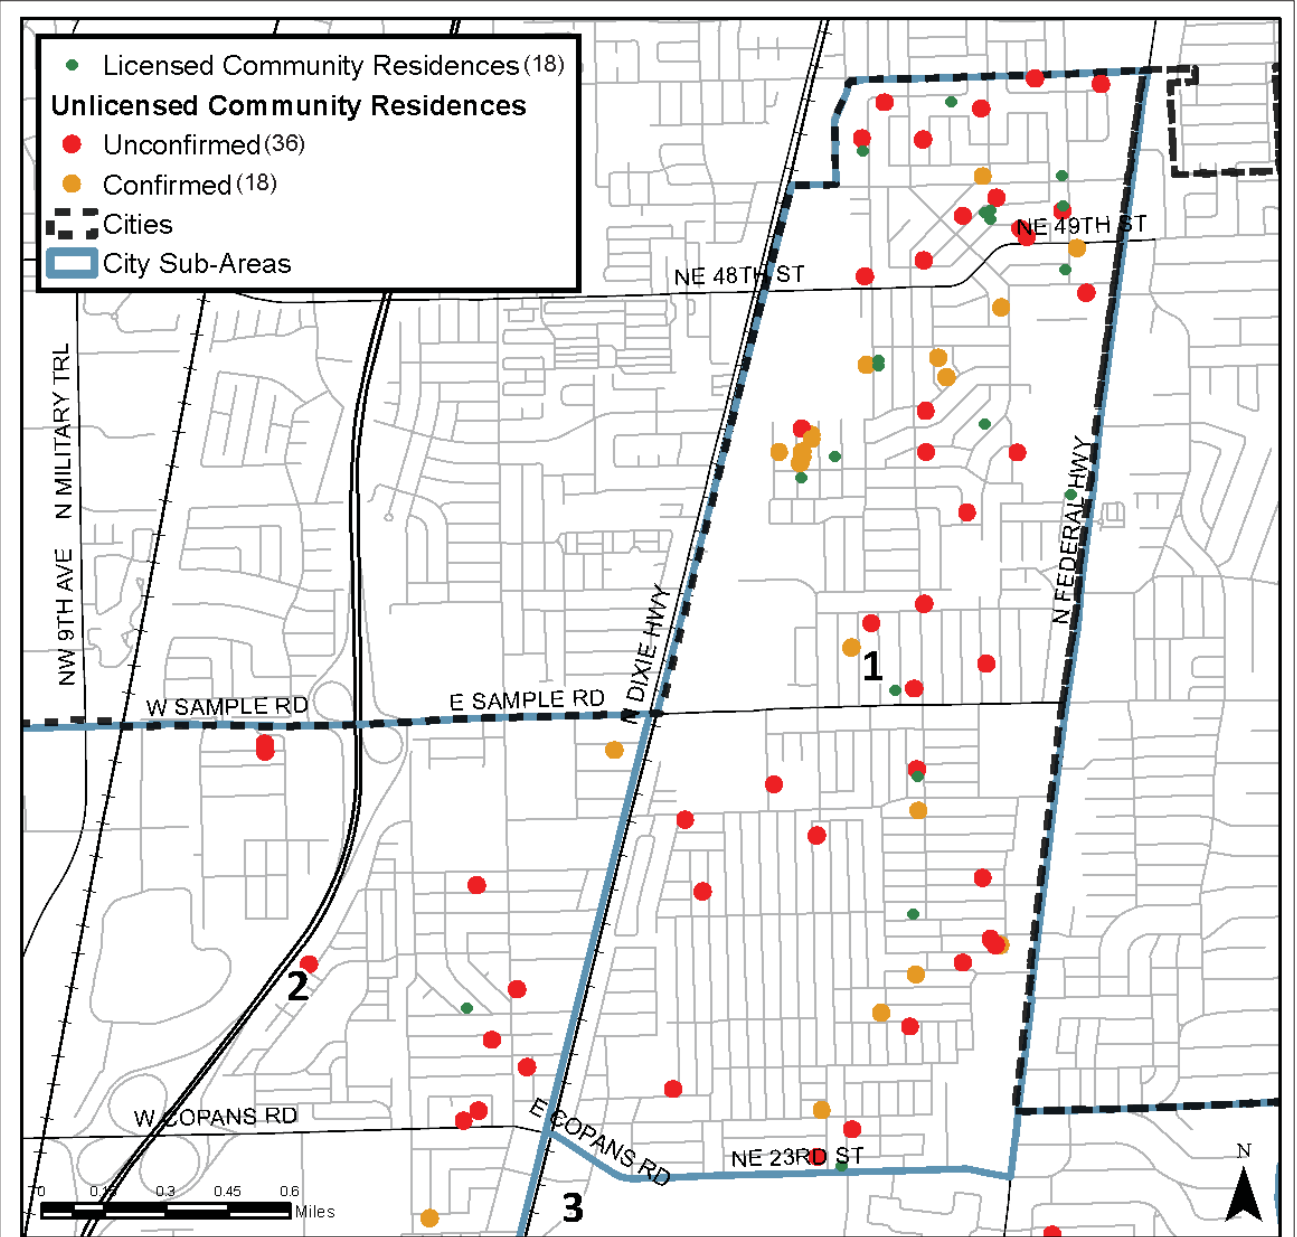 Licensed Community Residences (18)
Unlicensed Community Residences
Unconfirmed (36)
Confirmed (18)
Cities
City Sub-Areas
NE 49TH ST
NE 48TH ST
N MILITARY TRL
NW 9TH AVE
N FEDERAL HWY
N DIXIE HWY
1
W SAMPLE RD
E SAMPLE RD
2
W COPANS RD
E COPANS RD
NE 23RD ST
N
0 0.15 0.3 0.45 0.6
Miles
3